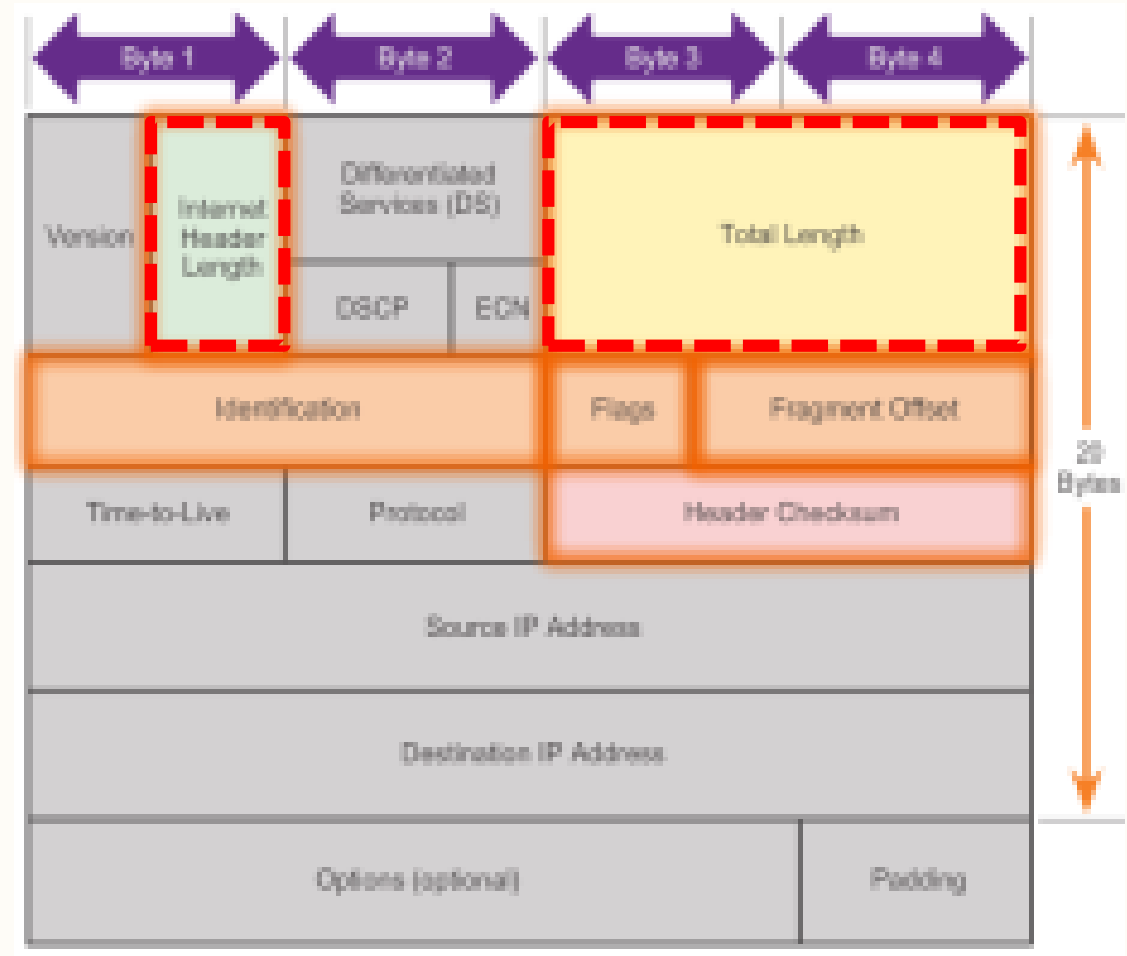 Byte 1
Byte 2
Byte 3
Byte 4
Version
Internet
Header
Length
Differentiated
Services (DS)
DSCP
ECN
Total Length
Identification
Flags
Fragment Offset
Time-to-Live
Protocol
Header Checksum
Source IP Address
Destination IP Address
Options (optional)
Padding
20
Bytes